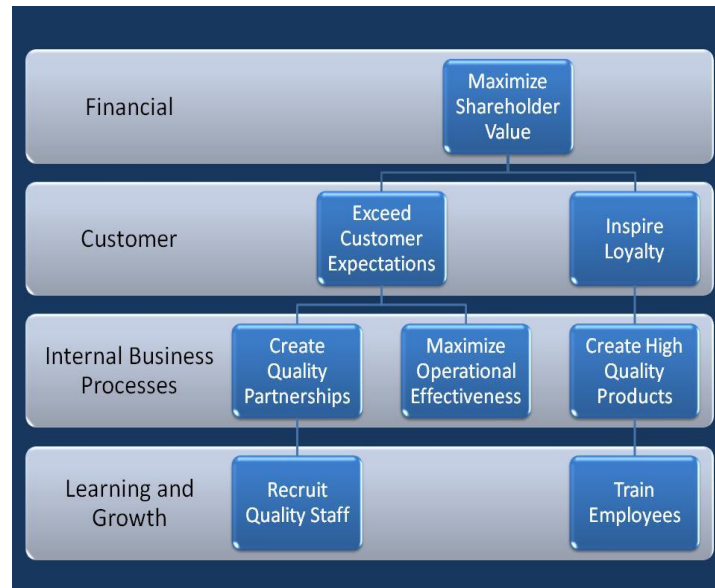 Financial
Maximize
Shareholder
Value
Customer
Exceed
Customer
Expectations
Inspire
Loyalty
Internal Business
Processes
Create
Quality
Partnerships
Maximize
Operational
Effectiveness
Create High
Quality
Products
Learning and
Growth
Recruit
Quality Staff
Train
Employees